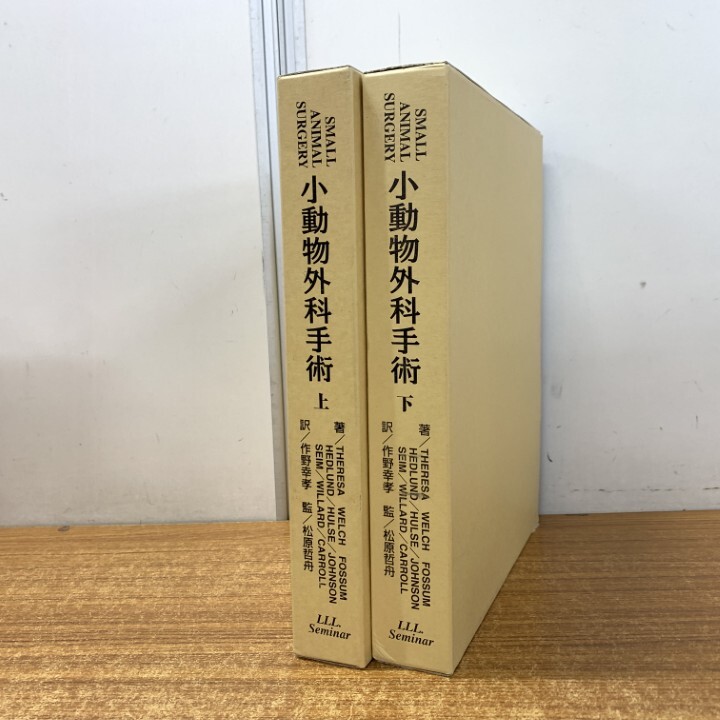 SMALL
ANIMAL
SURGERY
小動物外科手術 上
著/THERESA WELCH FOSSUM
HEDLUND/HULSE/JOHNSON
SEIM/WILLARD/CARROLL
訳/作野幸孝 監/松原哲舟
LLL.
Seminar
SMALL
ANIMAL
SURGERY
小動物外科手術 下
著/THERESA WELCH FOSSUM
HEDLUND/HULSE/JOHNSON
SEIM/WILLARD/CARROLL
訳/作野幸孝 監/松原哲舟
LLL.
Seminar